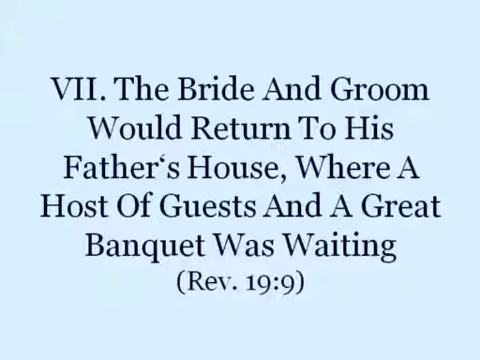 VII. The Bride And Groom
Would Return To His
Father‘s House, Where A
Host Of Guests And A Great
Banquet Was Waiting
(Rev. 19:9)